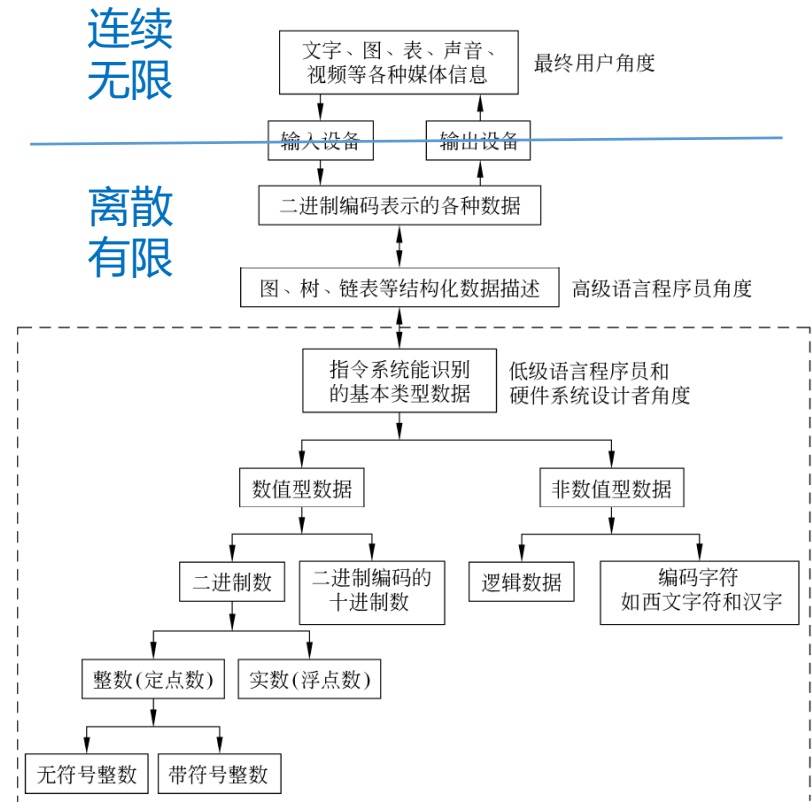 连续
无限
文字、图、表、声音、
视频等各种媒体信息
最终用户角度
输入设备
输出设备
离散
有限
二进制编码表示的各种数据
图、树、链表等结构化数据描述
高级语言程序员角度
指令系统能识别
的基本类型数据
低级语言程序员和
硬件系统设计者角度
数值型数据
非数值型数据
二进制数
二进制编码的
十进制数
逻辑数据
编码字符
如西文字符和汉字
整数(定点数)
实数(浮点数)
无符号整数
带符号整数